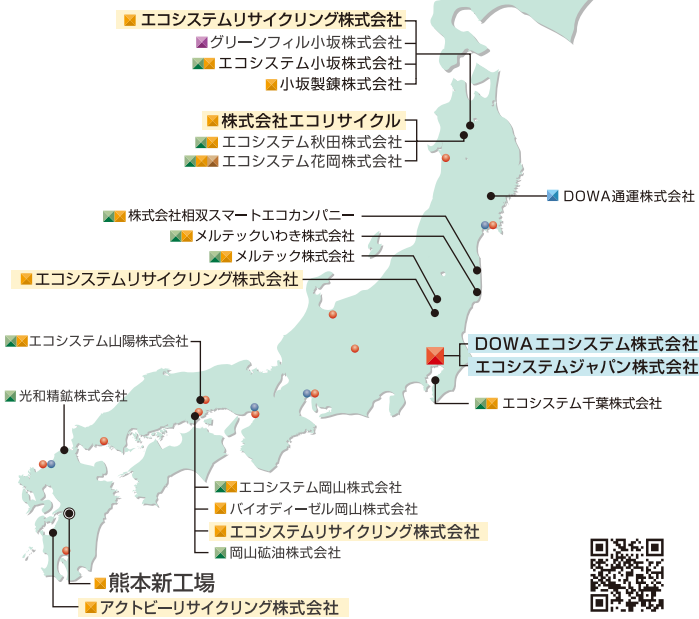 エコシステムリサイクリング株式会社
グリーンフィル小坂株式会社
エコシステム小坂株式会社
小坂製錬株式会社
株式会社エコリサイクル
エコシステム秋田株式会社
エコシステム花岡株式会社
DOWA通運株式会社
株式会社相双スマートエコカンパニー
メルテックいわき株式会社
メルテック株式会社
エコシステムリサイクリング株式会社
エコシステム山陽株式会社
DOWAエコシステム株式会社
エコシステムジャパン株式会社
光和精鉱株式会社
エコシステム千葉株式会社
エコシステム岡山株式会社
バイオディーゼル岡山株式会社
エコシステムリサイクリング株式会社
岡山砿油株式会社
熊本新工場
アクトビーリサイクリング株式会社